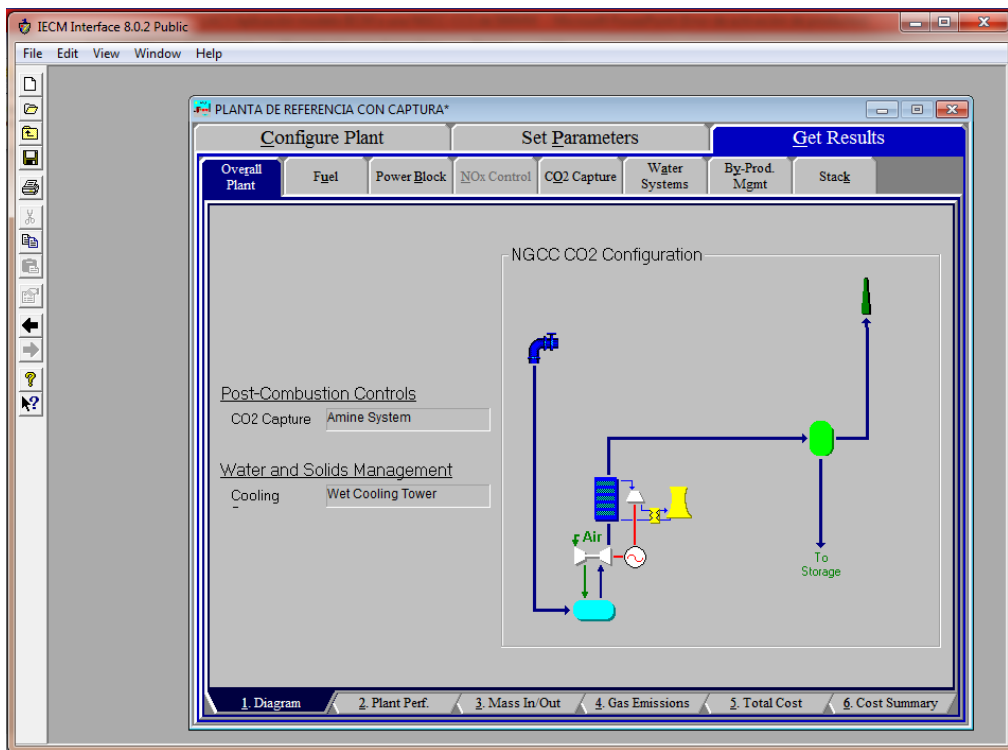 IECM Interface 8.0.2 Public
File Edit View Window Help
PLANTA DE REFERENCIA CON CAPTURA*
Configure Plant Set Parameters Get Results
Overall Plant Fuel Power Block NOx Control CO2 Capture Water Systems By-Prod. Mgmt Stack
NGCC CO2 Configuration
Post-Combustion Controls
CO2 Capture Amine System
Water and Solids Management
Cooling Wet Cooling Tower
Air
To
Storage
1. Diagram 2. Plant Perf. 3. Mass In/Out 4. Gas Emissions 5. Total Cost 6. Cost Summary